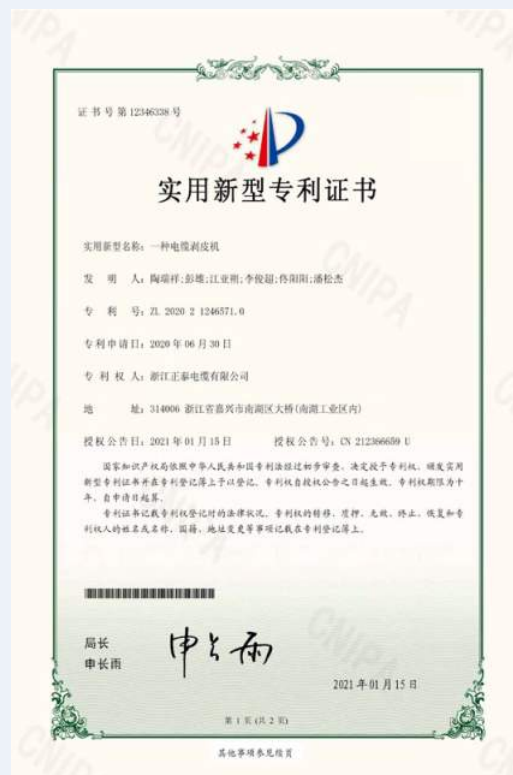 证书号第12346338号
实用新型专利证书
实用新型名称：一种电缆剥皮机
发 明 人：陶瑞祥;彭雄;江亚朔;李俊超;佟阳阳;潘松杰
专 利 号：ZL 2020 2 1246571.0
专利申请日：2020年06月30日
专 利 权 人：浙江正泰电缆有限公司
地 址：314006 浙江省嘉兴市南湖区大桥(南湖工业区内)
授权公告日：2021年01月15日 授权公告号：CN 212366659 U
国家知识产权局依照中华人民共和国专利法经过初步审查，决定授予专利权，颁发实用
新型专利证书并在专利登记簿上予以登记。专利权自授权公告之日起生效。专利权期限为十
年，自申请日起算。
专利证书记载专利权登记时的法律状况。专利权的转移、质押、无效、终止、恢复和专
利权人的姓名或名称、国籍、地址变更等事项记载在专利登记簿上。
局长
申长雨
申长雨
2021年01月15日
第 1 页 (共 2 页)
其他事项参见续页
CNIPA
CNIPA
CNIPA
CNIPA
CNIPA